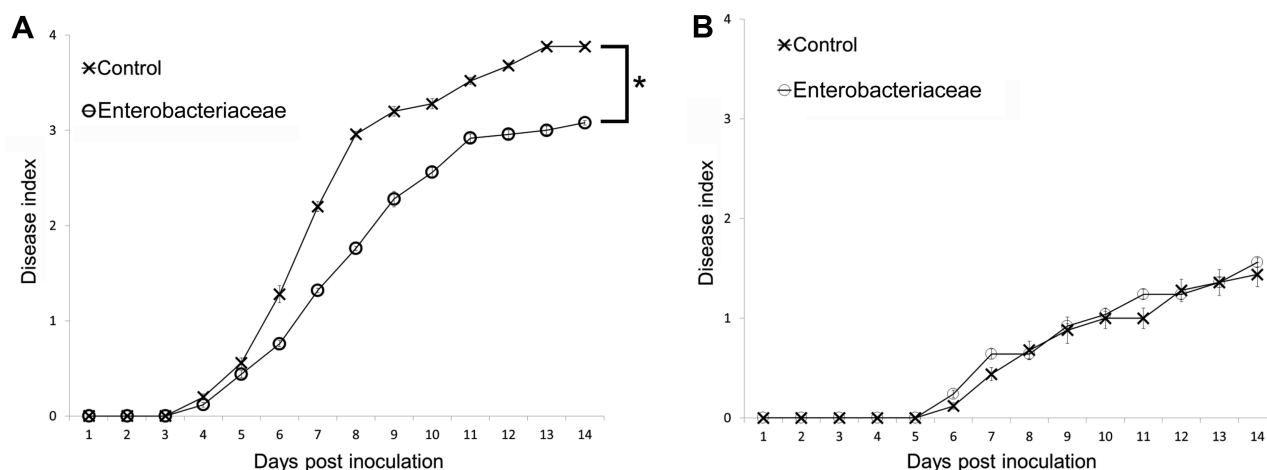 A
4
3
2
1
0
Disease index
Control
Enterobacteriaceae
*
1 2 3 4 5 6 7 8 9 10 11 12 13 14
Days post inoculation
B
4
3
2
1
0
Disease index
Control
Enterobacteriaceae
1 2 3 4 5 6 7 8 9 10 11 12 13 14
Days post inoculation